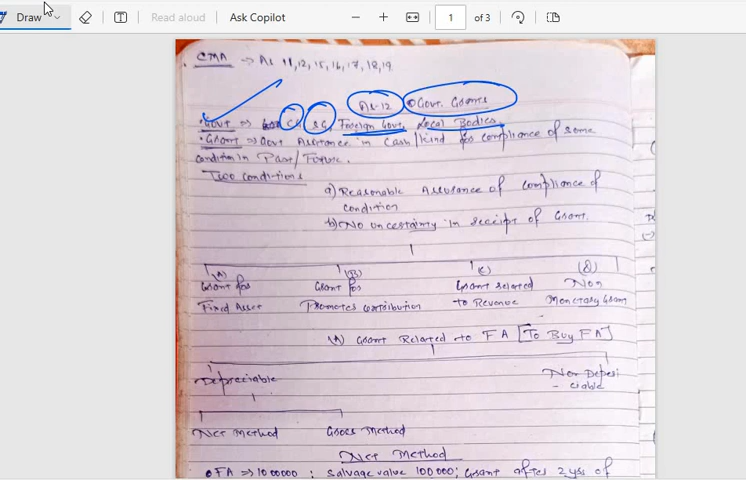 Draw
Read aloud
Ask Copilot
1 of 3
CMA → As 11,12,15,16,17,18,19.
As-12 Govt. Grants
Govt ⇒ CG, SG, Foreign Govt, Local Bodies
Grant ⇒ Govt Assistance in Cash/kind for compliance of some
condition in Past/Future.
Two conditions
a) Reasonable Assurance of compliance of
condition
b) No uncertainty in receipt of Grant.
(A) (B) (C) (D)
Grant for Grant for Grant related Non
Fixed Asset Promoters contribution to Revenue Monetary Grant
(A) Grant Related to FA [To Buy FA]
Depreciable Non Depreciable
Net Method Gross Method
Net Method
FA ⇒ 1000000 : Salvage value 100000; Grant after 2 yrs of